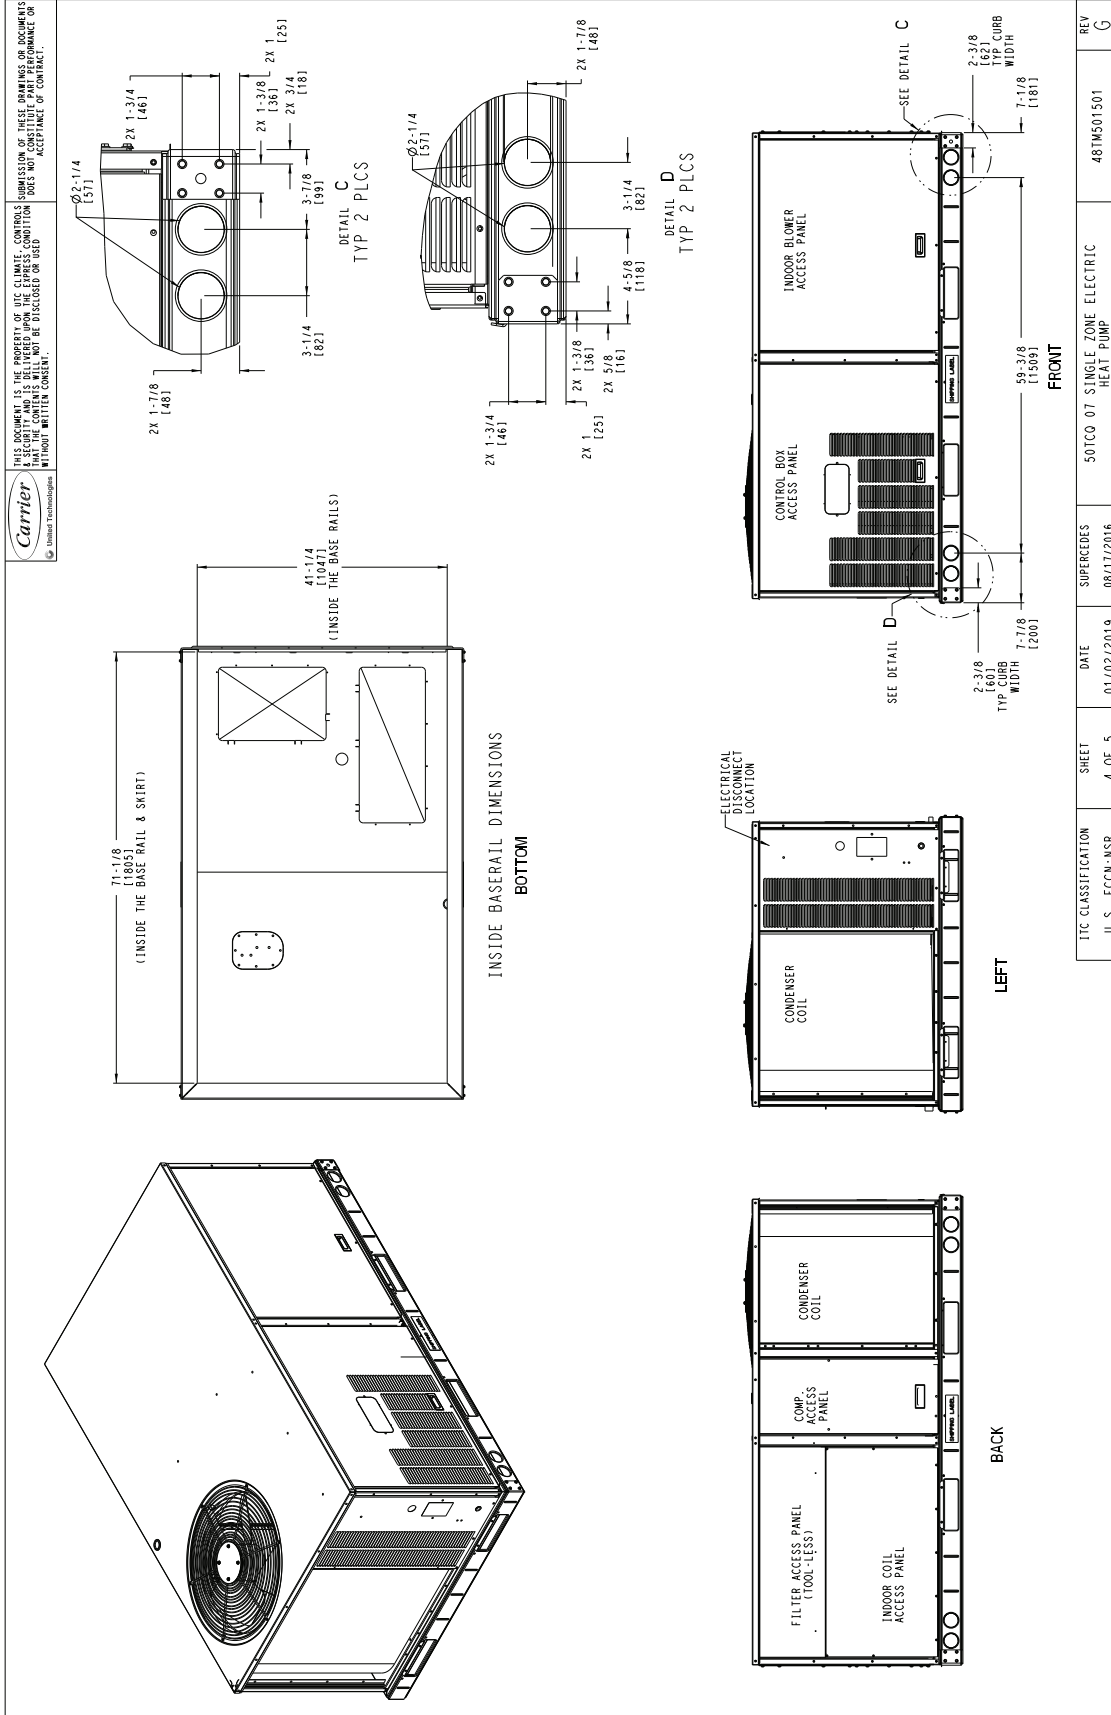 Carrier
United Technologies
THIS DOCUMENT IS THE PROPERTY OF UTC CLIMATE, CONTROLS
& SECURITY AND IS DELIVERED UPON THE EXPRESS CONDITION
THAT THE CONTENTS WILL NOT BE DISCLOSED OR USED
WITHOUT WRITTEN CONSENT.
SUBMISSION OF THESE DRAWINGS OR DOCUMENTS
DOES NOT CONSTITUTE PART PERFORMANCE OR
ACCEPTANCE OF CONTRACT.
71-1/8
[1805]
(INSIDE THE BASE RAIL & SKIRT)
41-1/4
[1047]
(INSIDE THE BASE RAILS)
INSIDE BASERAIL DIMENSIONS
BOTTOM
2X 1-7/8
[48]
Ø2-1/4
[57]
2X 1-3/4
[46]
2X 1
[25]
2X 1-3/8
[36]
2X 3/4
[18]
3-7/8
[99]
3-1/4
[82]
DETAIL C
TYP 2 PLCS
Ø2-1/4
[57]
2X 1-7/8
[48]
3-1/4
[82]
4-5/8
[118]
2X 1-3/8
[36]
2X 5/8
[16]
2X 1-3/4
[46]
2X 1
[25]
DETAIL D
TYP 2 PLCS
FILTER ACCESS PANEL
(TOOL-LESS)
INDOOR COIL
ACCESS PANEL
COMP.
ACCESS
PANEL
CONDENSER
COIL
SHIPPING LABEL
BACK
CONDENSER
COIL
ELECTRICAL
DISCONNECT
LOCATION
LEFT
CONTROL BOX
ACCESS PANEL
INDOOR BLOWER
ACCESS PANEL
SHIPPING LABEL
SEE DETAIL D
SEE DETAIL C
2-3/8
[60]
TYP CURB
WIDTH
7-7/8
[200]
59-3/8
[1509]
7-1/8
[181]
2-3/8
[62]
TYP CURB
WIDTH
FRONT
ITC CLASSIFICATION
U.S. ECCN:NSR
SHEET
4 OF 5
DATE
01/02/2019
SUPERCEDES
08/17/2016
50TCQ 07 SINGLE ZONE ELECTRIC
HEAT PUMP
48TM501501
REV
G